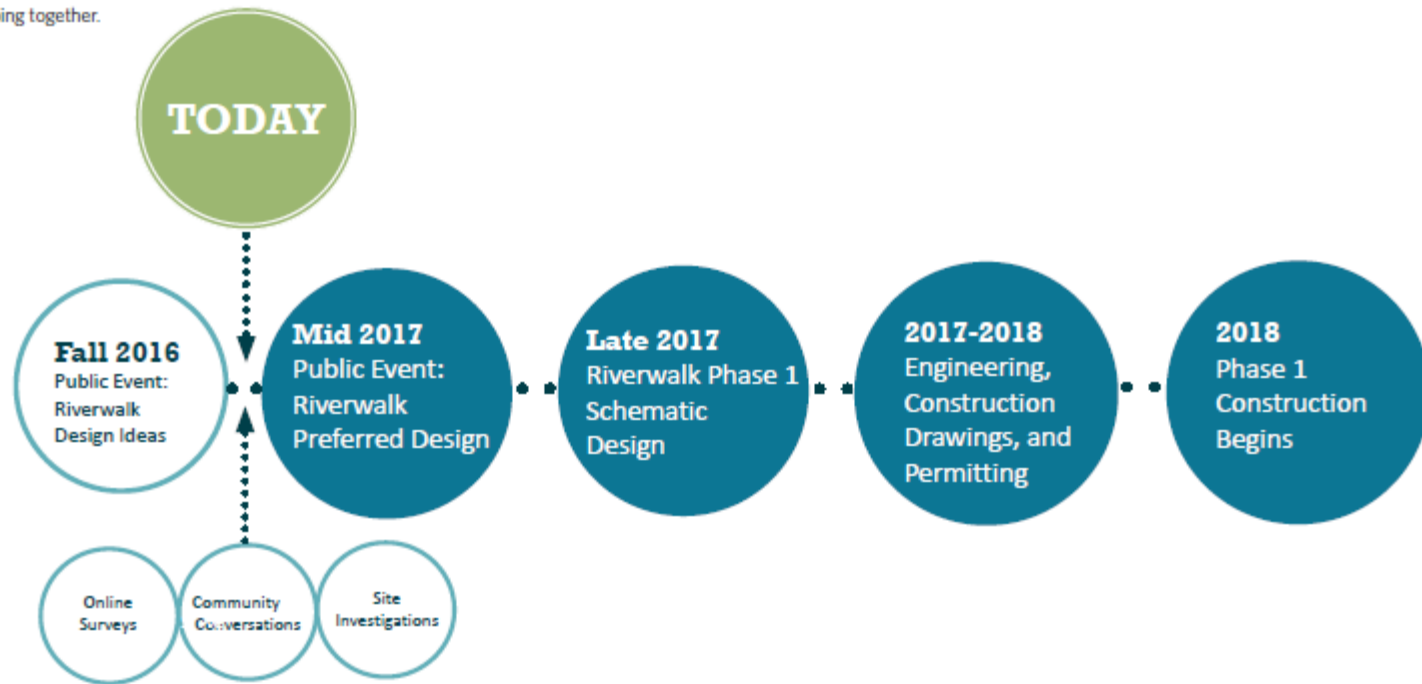 ing together.
TODAY
Fall 2016
Public Event:
Riverwalk
Design Ideas
Mid 2017
Public Event:
Riverwalk
Preferred Design
Late 2017
Riverwalk Phase 1
Schematic
Design
2017-2018
Engineering,
Construction
Drawings, and
Permitting
2018
Phase 1
Construction
Begins
Online
Surveys
Community
Conversations
Site
Investigations